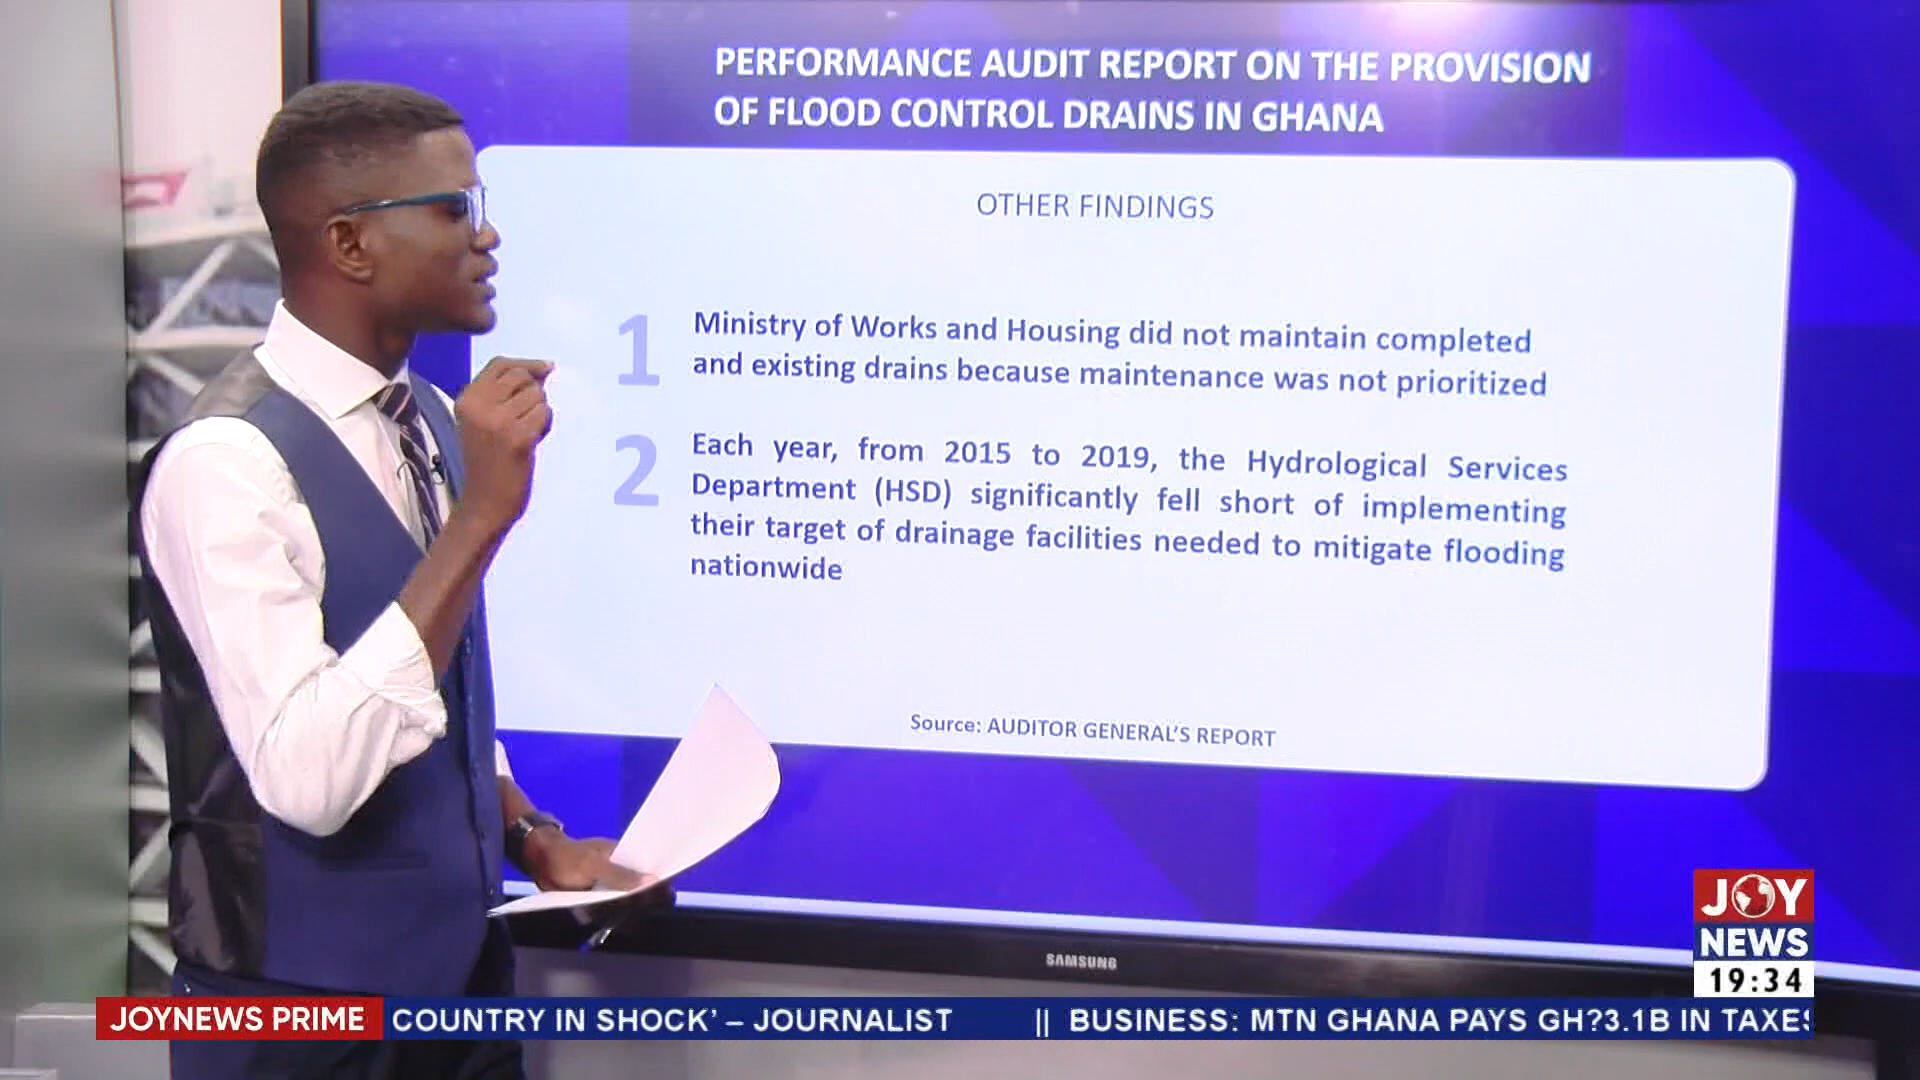 PERFORMANCE AUDIT REPORT ON THE PROVISION
OF FLOOD CONTROL DRAINS IN GHANA
OTHER FINDINGS
1
Ministry of Works and Housing did not maintain completed
and existing drains because maintenance was not prioritized
2
Each year, from 2015 to 2019, the Hydrological Services
Department (HSD) significantly fell short of implementing
their target of drainage facilities needed to mitigate flooding
nationwide
Source: AUDITOR GENERAL'S REPORT
SAMSUNG
JOY
NEWS
19:34
JOYNEWS PRIME
COUNTRY IN SHOCK' – JOURNALIST || BUSINESS: MTN GHANA PAYS GH?3.1B IN TAXES